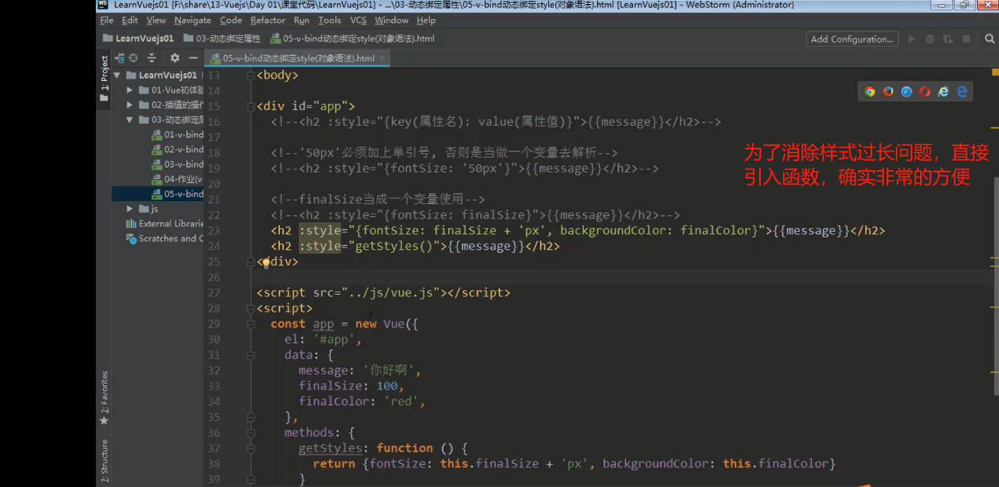 LearnVuejs01 [F:\share\13-Vuejs\Day 01\课堂代码\LearnVuejs01] - ...\03-动态绑定属性\05-v-bind动态绑定style(对象语法).html [LearnVuejs01] - WebStorm (Administrator)
File Edit View Navigate Code Refactor Run Tools VCS Window Help
LearnVuejs01 03-动态绑定属性 05-v-bind动态绑定style(对象语法).html Add Configuration...
05-v-bind动态绑定style(对象语法).html
1: Project
LearnVuejs01
01-Vue初体验
02-插值的操作
03-动态绑定属
01-v-bind
02-v-bind
03-v-bind
04-作业(v-
05-v-bind
js
External Librarie
Scratches and C
2: Favorites
7: Structure
13 <body>
14
15 <div id="app">
16 <!--<h2 :style="{key(属性名): value(属性值)}">{{message}}</h2>-->
17
18 <!--'50px'必须加上单引号, 否则是当做一个变量去解析-->
19 <!--<h2 :style="{fontSize: '50px'}">{{message}}</h2>-->
20
21 <!--finalSize当成一个变量使用-->
22 <!--<h2 :style="{fontSize: finalSize}">{{message}}</h2>-->
23 <h2 :style="{fontSize: finalSize + 'px', backgroundColor: finalColor}">{{message}}</h2>
24 <h2 :style="getStyles()">{{message}}</h2>
25 </div>
26
27 <script src="../js/vue.js"></script>
28 <script>
29 const app = new Vue({
30 el: '#app',
31 data: {
32 message: '你好啊',
33 finalSize: 100,
34 finalColor: 'red',
35 },
36 methods: {
37 getStyles: function () {
38 return {fontSize: this.finalSize + 'px', backgroundColor: this.finalColor}
39 }
为了消除样式过长问题，直接
引入函数，确实非常的方便